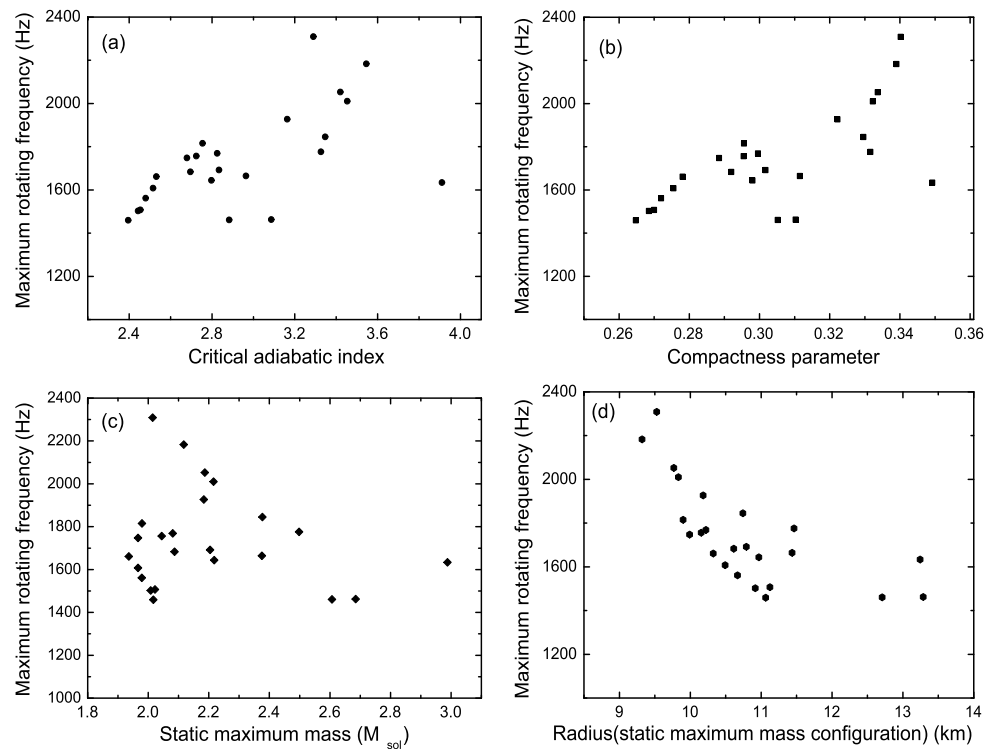 2400
2000
1600
1200
Maximum rotating frequency (Hz)
(a)
2.4 2.8 3.2 3.6 4.0
Critical adiabatic index
2400
2000
1600
1200
Maximum rotating frequency (Hz)
(b)
0.26 0.28 0.30 0.32 0.34 0.36
Compactness parameter
2400
2200
2000
1800
1600
1400
1200
1000
Maximum rotating frequency (Hz)
(c)
1.8 2.0 2.2 2.4 2.6 2.8 3.0
Static maximum mass (M sol)
2400
2000
1600
1200
Maximum rotating frequency (Hz)
(d)
9 10 11 12 13 14
Radius(static maximum mass configuration) (km)